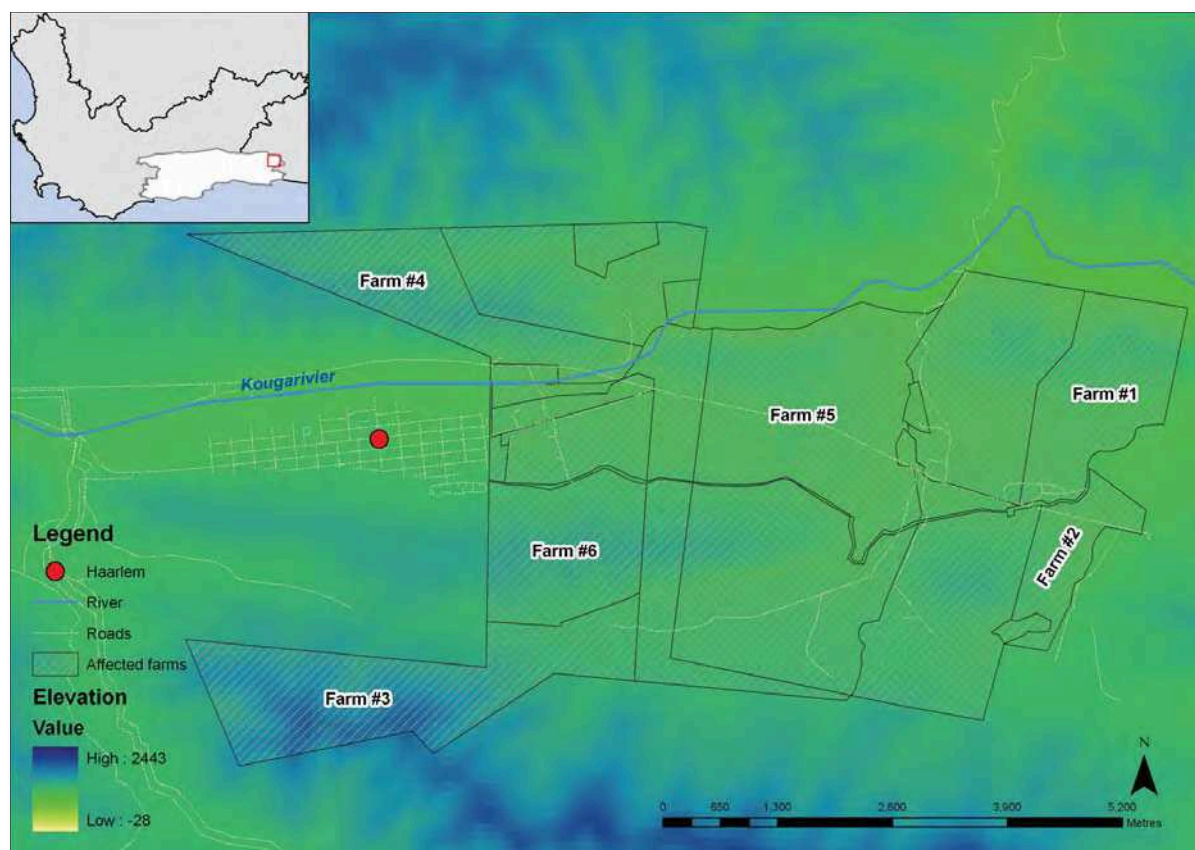 Farm #4
Kougarivier
Farm #1
Farm #5
Farm #6
Farm #2
Farm #3
Legend
Haarlem
River
Roads
Affected farms
Elevation
Value
High : 2443
Low : -28
N
0 650 1,300 2,600 3,900 5,200
Metres